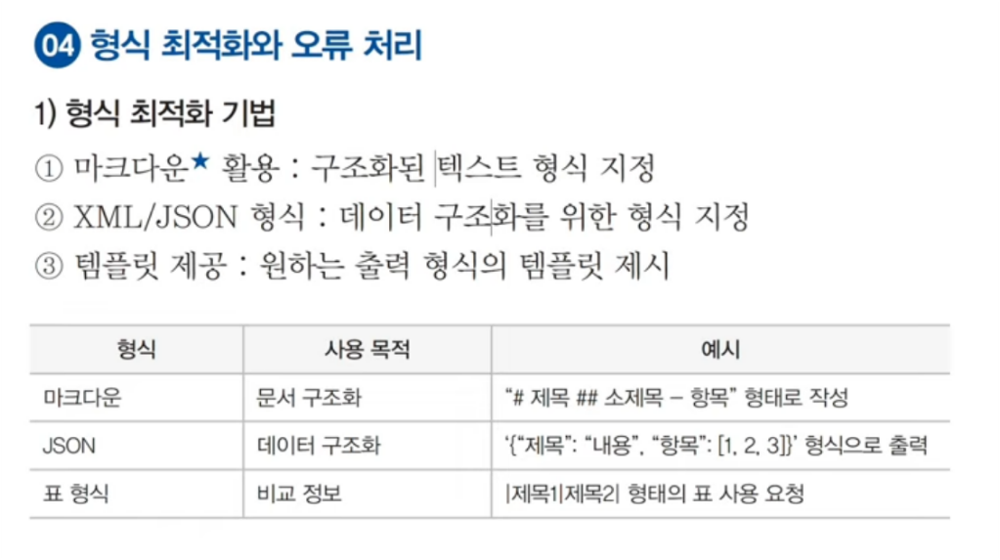 04 형식 최적화와 오류 처리
1) 형식 최적화 기법
① 마크다운★ 활용 : 구조화된 텍스트 형식 지정
② XML/JSON 형식 : 데이터 구조화를 위한 형식 지정
③ 템플릿 제공 : 원하는 출력 형식의 템플릿 제시
형식 사용 목적 예시
마크다운 문서 구조화 “# 제목 ## 소제목 – 항목” 형태로 작성
JSON 데이터 구조화 ‘{“제목”: “내용”, “항목”: [1, 2, 3]}’ 형식으로 출력
표 형식 비교 정보 |제목1|제목2| 형태의 표 사용 요청